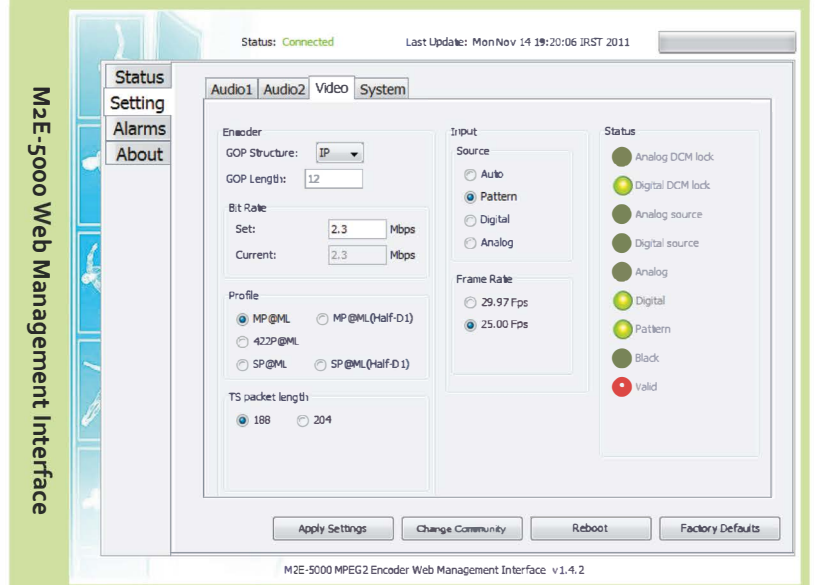 M2E-5000 Web Management Interface
Status: Connected
Last Update: Mon Nov 14 19:20:06 IRST 2011
Status
Setting
Alarms
About
Audio1 Audio2 Video System
Encoder
GOP Structure: IP
GOP Length: 12
Bit Rate
Set: 2.3 Mbps
Current: 2.3 Mbps
Profile
MP@ML MP@ML(Half-D1)
422P@ML
SP@ML SP@ML(Half-D1)
TS packet length
188 204
Input
Source
Auto
Pattern
Digital
Analog
Frame Rate
29.97 Fps
25.00 Fps
Status
Analog DCM lock
Digital DCM lock
Analog source
Digital source
Analog
Digital
Pattern
Black
Valid
Apply Settings Change Community Reboot Factory Defaults
M2E-5000 MPEG2 Encoder Web Management Interface v1.4.2